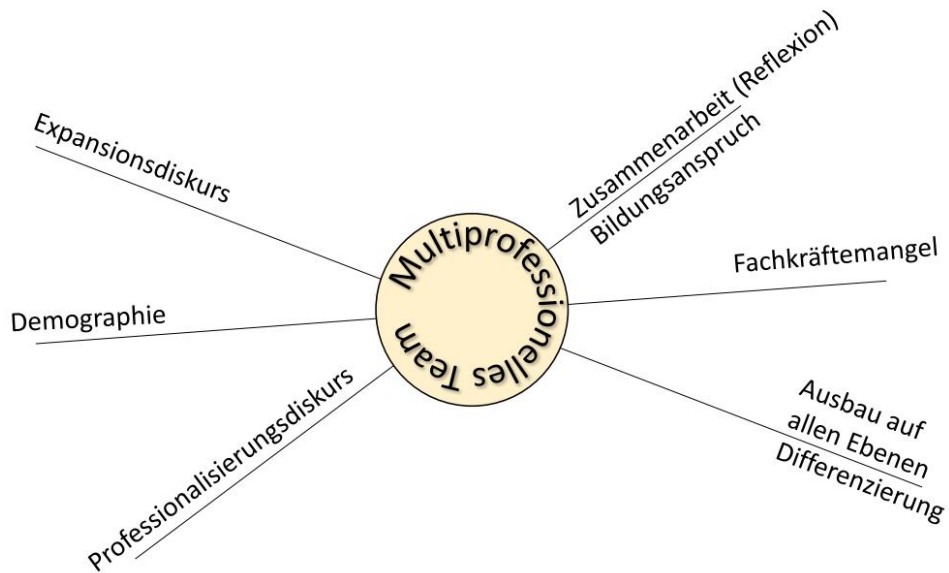 Expansionsdiskurs
Demographie
Professionalisierungsdiskurs
Multiprofessionelles Team
Zusammenarbeit (Reflexion)
Bildungsanspruch
Fachkräftemangel
Ausbau auf
allen Ebenen
Differenzierung